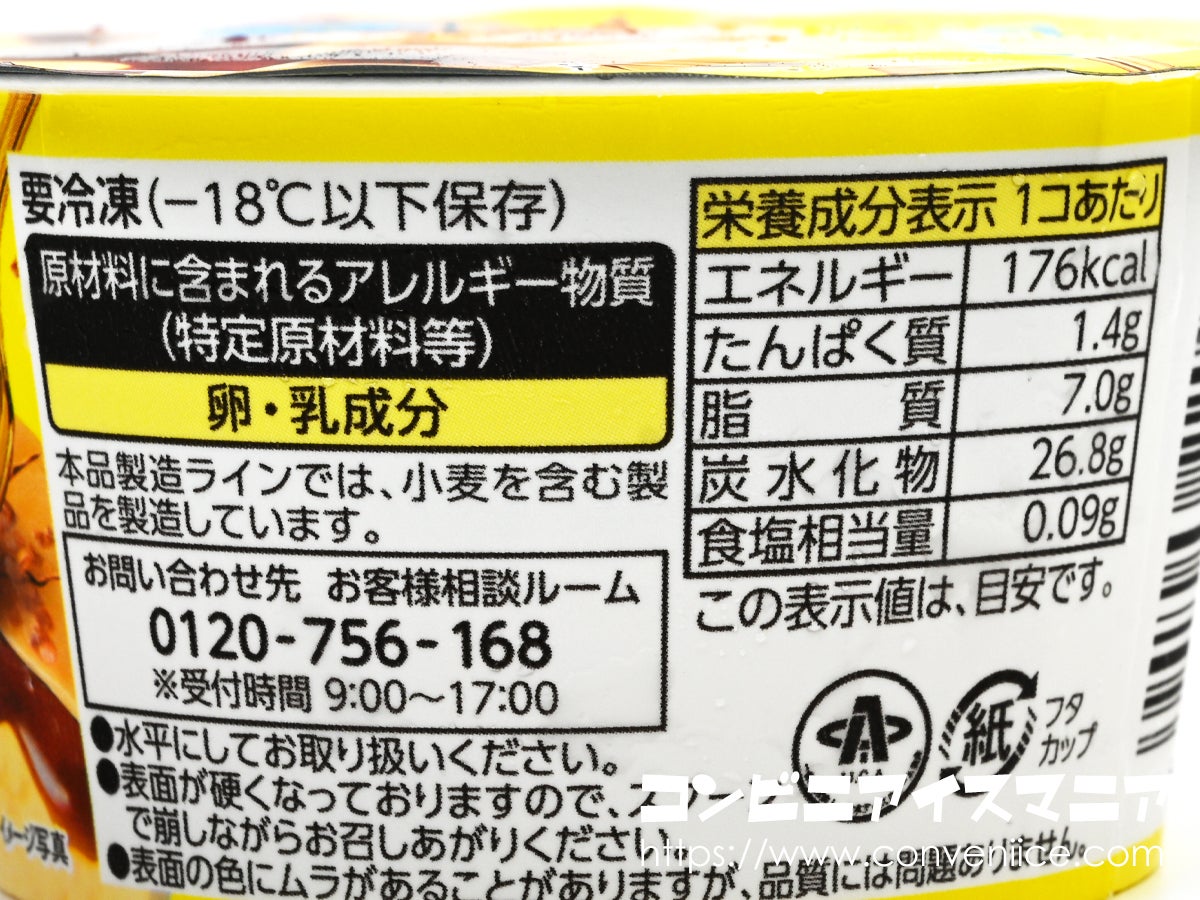 要冷凍(−18℃以下保存)
原材料に含まれるアレルギー物質
(特定原材料等)
卵・乳成分
本品製造ラインでは、小麦を含む製
品を製造しています。
お問い合わせ先 お客様相談ルーム
0120-756-168
※受付時間 9:00〜17:00
●水平にしてお取り扱いください。
●表面が硬くなっておりますので、
で崩しながらお召しあがりください
●表面の色にムラがあることがありますが、品質には問題ありません。
栄養成分表示 1コあたり
エネルギー 176kcal
たんぱく質 1.4g
脂質 7.0g
炭水化物 26.8g
食塩相当量 0.09g
この表示値は、目安です。
紙
フタ
カップ
イメージ写真
コンビニアイスマニア
https://www.conveniice.com